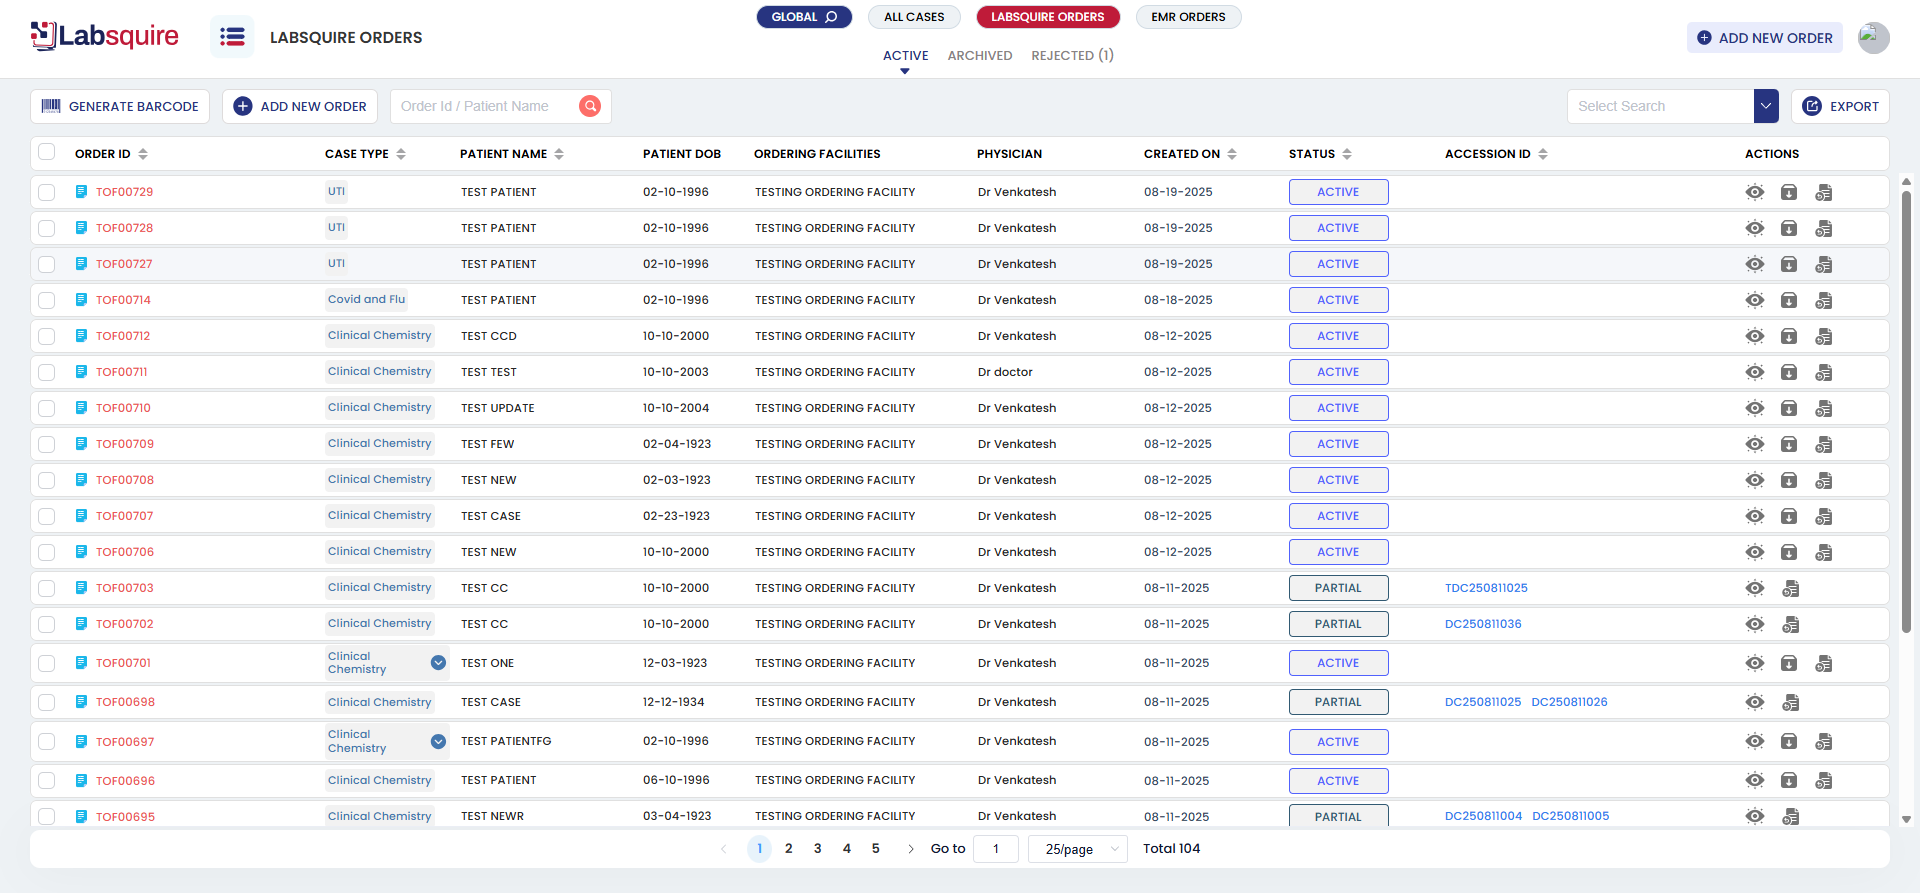 Labsquire
LABSQUIRE ORDERS
GLOBAL
ALL CASES
LABSQUIRE ORDERS
EMR ORDERS
ACTIVE
ARCHIVED
REJECTED (1)
ADD NEW ORDER
GENERATE BARCODE
ADD NEW ORDER
Order Id / Patient Name
Select Search
EXPORT
ORDER ID CASE TYPE PATIENT NAME PATIENT DOB ORDERING FACILITIES PHYSICIAN CREATED ON STATUS ACCESSION ID ACTIONS
TOF00729 UTI TEST PATIENT 02-10-1996 TESTING ORDERING FACILITY Dr Venkatesh 08-19-2025 ACTIVE
TOF00728 UTI TEST PATIENT 02-10-1996 TESTING ORDERING FACILITY Dr Venkatesh 08-19-2025 ACTIVE
TOF00727 UTI TEST PATIENT 02-10-1996 TESTING ORDERING FACILITY Dr Venkatesh 08-19-2025 ACTIVE
TOF00714 Covid and Flu TEST PATIENT 02-10-1996 TESTING ORDERING FACILITY Dr Venkatesh 08-18-2025 ACTIVE
TOF00712 Clinical Chemistry TEST CCD 10-10-2000 TESTING ORDERING FACILITY Dr Venkatesh 08-12-2025 ACTIVE
TOF00711 Clinical Chemistry TEST TEST 10-10-2003 TESTING ORDERING FACILITY Dr doctor 08-12-2025 ACTIVE
TOF00710 Clinical Chemistry TEST UPDATE 10-10-2004 TESTING ORDERING FACILITY Dr Venkatesh 08-12-2025 ACTIVE
TOF00709 Clinical Chemistry TEST FEW 02-04-1923 TESTING ORDERING FACILITY Dr Venkatesh 08-12-2025 ACTIVE
TOF00708 Clinical Chemistry TEST NEW 02-03-1923 TESTING ORDERING FACILITY Dr Venkatesh 08-12-2025 ACTIVE
TOF00707 Clinical Chemistry TEST CASE 02-23-1923 TESTING ORDERING FACILITY Dr Venkatesh 08-12-2025 ACTIVE
TOF00706 Clinical Chemistry TEST NEW 10-10-2000 TESTING ORDERING FACILITY Dr Venkatesh 08-12-2025 ACTIVE
TOF00703 Clinical Chemistry TEST CC 10-10-2000 TESTING ORDERING FACILITY Dr Venkatesh 08-11-2025 PARTIAL TDC250811025
TOF00702 Clinical Chemistry TEST CC 10-10-2000 TESTING ORDERING FACILITY Dr Venkatesh 08-11-2025 PARTIAL DC250811036
TOF00701 Clinical Chemistry TEST ONE 12-03-1923 TESTING ORDERING FACILITY Dr Venkatesh 08-11-2025 ACTIVE
TOF00698 Clinical Chemistry TEST CASE 12-12-1934 TESTING ORDERING FACILITY Dr Venkatesh 08-11-2025 PARTIAL DC250811025 DC250811026
TOF00697 Clinical Chemistry TEST PATIENTFG 02-10-1996 TESTING ORDERING FACILITY Dr Venkatesh 08-11-2025 ACTIVE
TOF00696 Clinical Chemistry TEST PATIENT 06-10-1996 TESTING ORDERING FACILITY Dr Venkatesh 08-11-2025 ACTIVE
TOF00695 Clinical Chemistry TEST NEWR 03-04-1923 TESTING ORDERING FACILITY Dr Venkatesh 08-11-2025 PARTIAL DC250811004 DC250811005
1 2 3 4 5 Go to 1 25/page Total 104